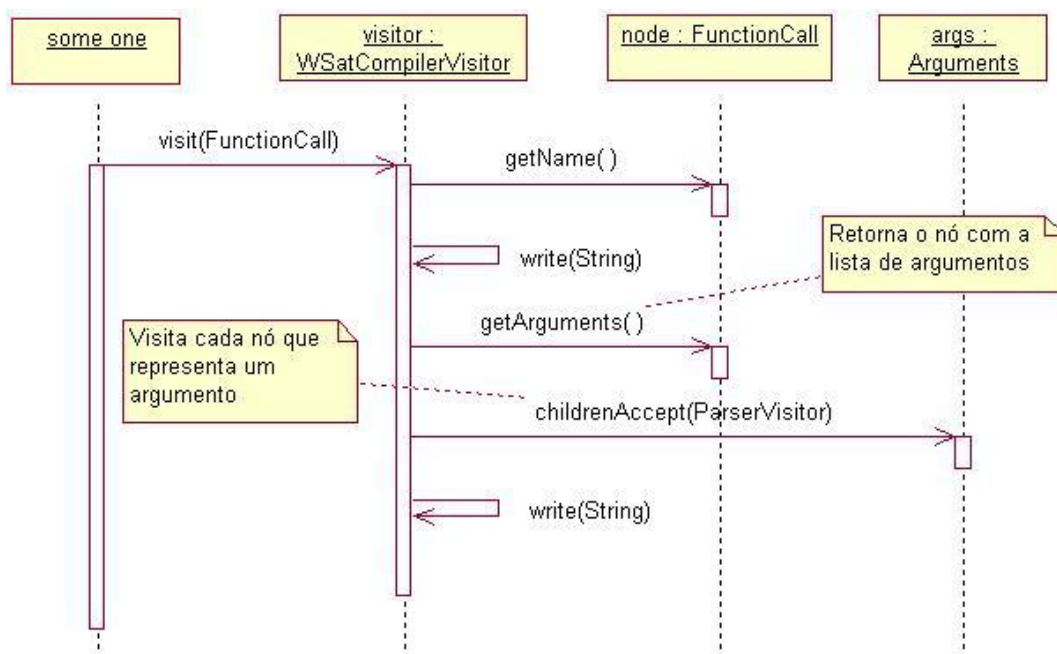 some one
visitor :
WSatCompilerVisitor
node : FunctionCall
args :
Arguments
visit(FunctionCall)
getName( )
write(String)
Retorna o nó com a
lista de argumentos
getArguments( )
Visita cada nó que
representa um
argumento
childrenAccept(ParserVisitor)
write(String)